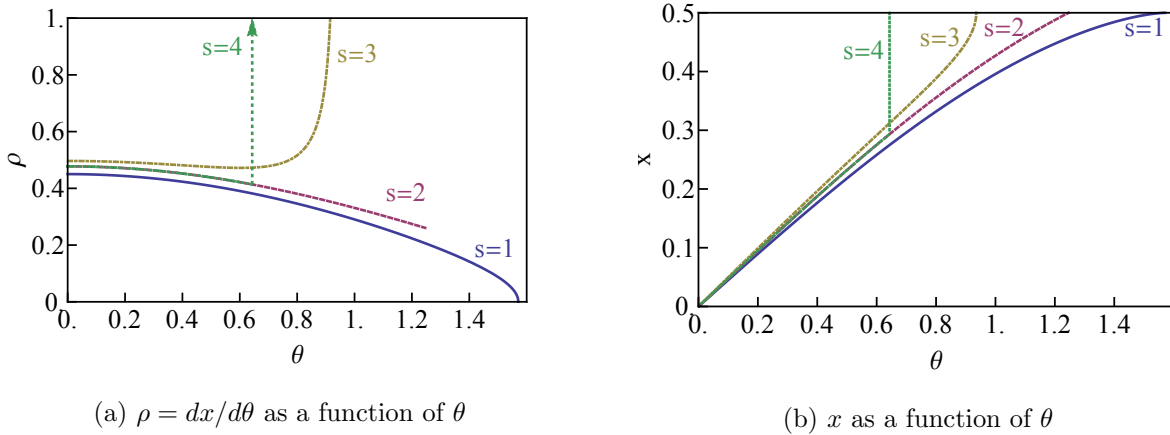 1.
0.8
0.6
0.4
0.2
0
ρ
s=4
s=3
s=2
s=1
0. 0.2 0.4 0.6 0.8 1. 1.2 1.4
θ
(a) ρ = dx/dθ as a function of θ
0.5
0.4
0.3
0.2
0.1
0
x
s=4
s=3
s=2
s=1
0. 0.2 0.4 0.6 0.8 1. 1.2 1.4
θ
(b) x as a function of θ